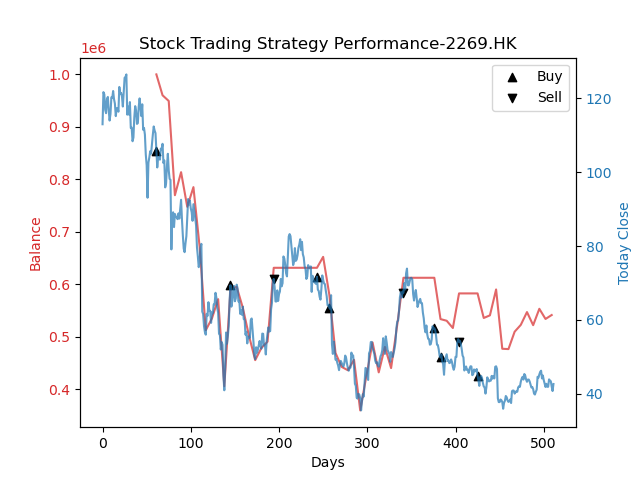 Stock Trading Strategy Performance-2269.HK
1e6
1.0
0.9
0.8
0.7
0.6
0.5
0.4
Balance
0
100
200
300
400
500
Days
120
100
80
60
40
Today Close
Buy
Sell